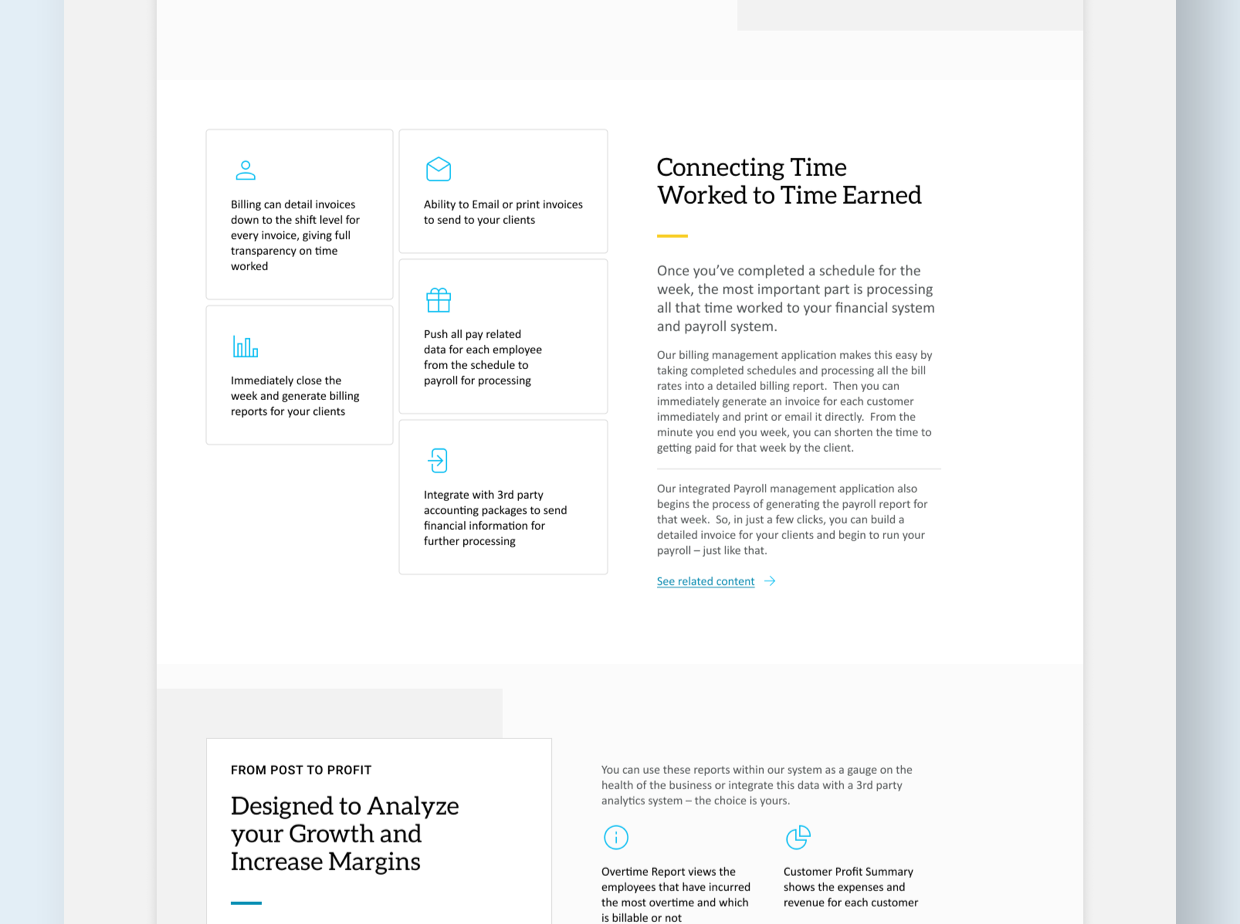 Billing can detail invoices
down to the shift level for
every invoice, giving full
transparency on time
worked
Immediately close the
week and generate billing
reports for your clients
Ability to Email or print invoices
to send to your clients
Push all pay related
data for each employee
from the schedule to
payroll for processing
Integrate with 3rd party
accounting packages to send
financial information for
further processing
Connecting Time
Worked to Time Earned
Once you’ve completed a schedule for the
week, the most important part is processing
all that time worked to your financial system
and payroll system.
Our billing management application makes this easy by
taking completed schedules and processing all the bill
rates into a detailed billing report.  Then you can
immediately generate an invoice for each customer
immediately and print or email it directly.  From the
minute you end you week, you can shorten the time to
getting paid for that week by the client.
Our integrated Payroll management application also
begins the process of generating the payroll report for
that week.  So, in just a few clicks, you can build a
detailed invoice for your clients and begin to run your
payroll – just like that.
See related content
FROM POST TO PROFIT
Designed to Analyze
your Growth and
Increase Margins
You can use these reports within our system as a gauge on the
health of the business or integrate this data with a 3rd party
analytics system – the choice is yours.
Overtime Report views the
employees that have incurred
the most overtime and which
is billable or not
Customer Profit Summary
shows the expenses and
revenue for each customer